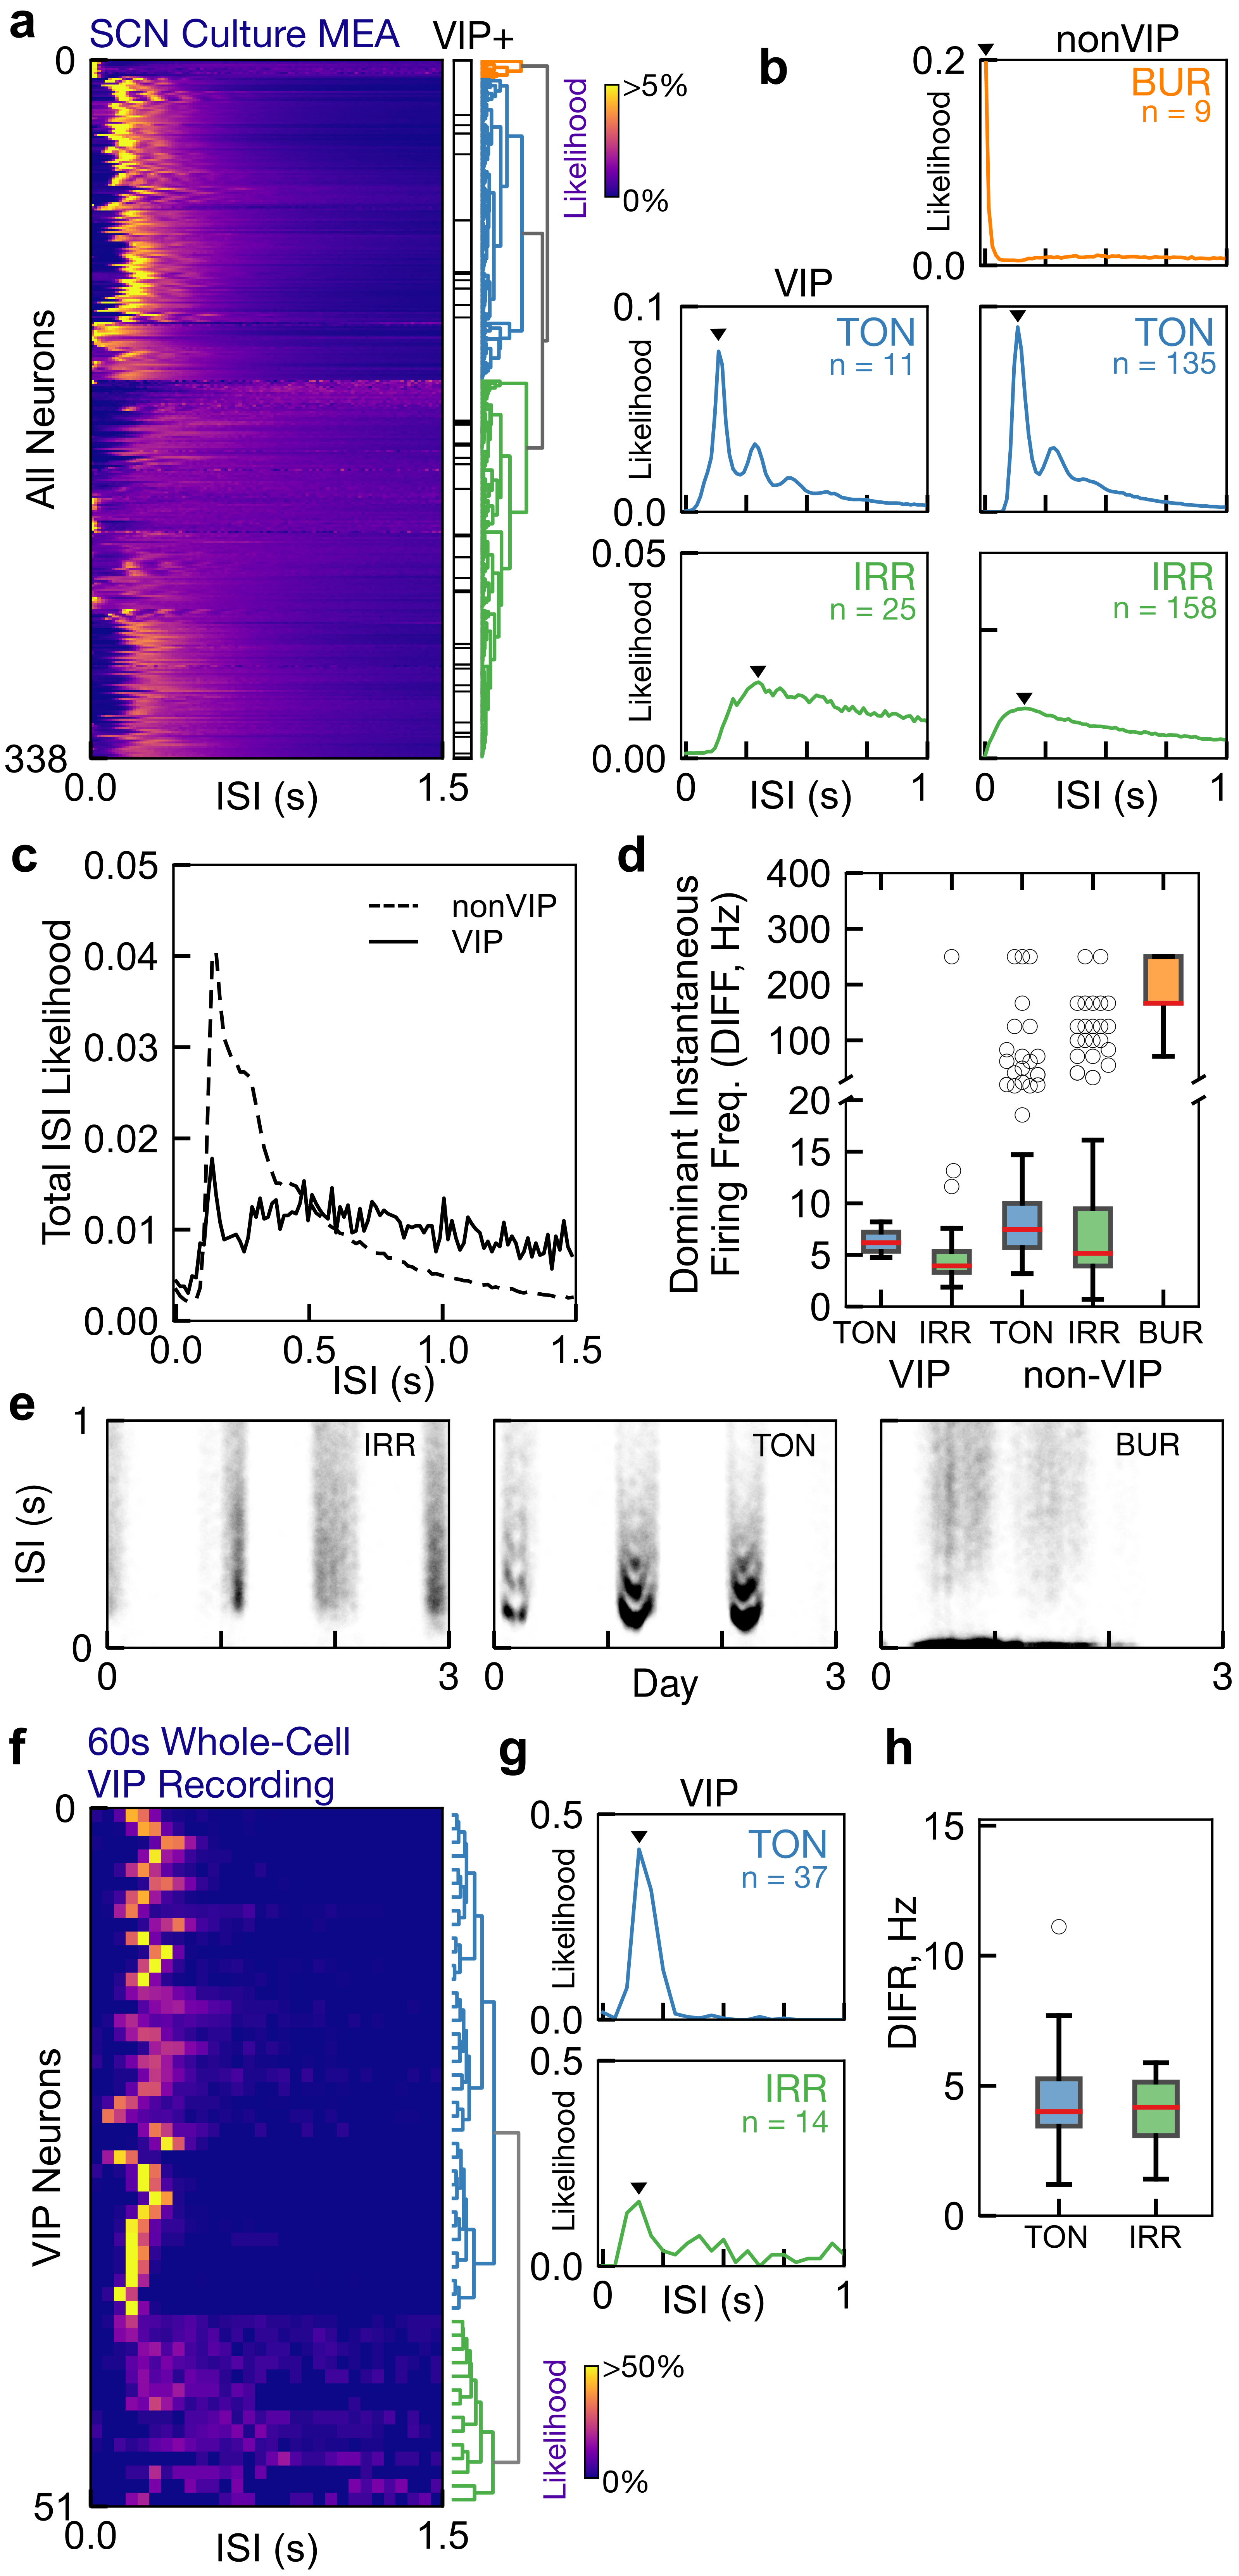 a
SCN Culture MEA
VIP+
0
All Neurons
338
0.0
ISI (s)
1.5
Likelihood
>5%
0%
b
nonVIP
0.2
Likelihood
0.0
BUR
n = 9
VIP
0.1
Likelihood
0.0
TON
n = 11
TON
n = 135
0.05
Likelihood
0.00
IRR
n = 25
IRR
n = 158
0
ISI (s)
1
0
ISI (s)
1
c
0.05
0.04
0.03
0.02
0.01
0.00
Total ISI Likelihood
nonVIP
VIP
0.0
0.5
1.0
1.5
ISI (s)
d
Dominant Instantaneous
Firing Freq. (DIFF, Hz)
400
300
200
100
20
15
10
5
0
TON
IRR
TON
IRR
BUR
VIP
non-VIP
e
1
ISI (s)
0
IRR
TON
BUR
0
3
0
Day
3
0
3
f
60s Whole-Cell
VIP Recording
0
VIP Neurons
51
0.0
ISI (s)
1.5
Likelihood
>50%
0%
g
VIP
0.5
Likelihood
0.0
TON
n = 37
0.5
Likelihood
0.0
IRR
n = 14
0
ISI (s)
1
h
15
10
5
0
DIFR, Hz
TON
IRR